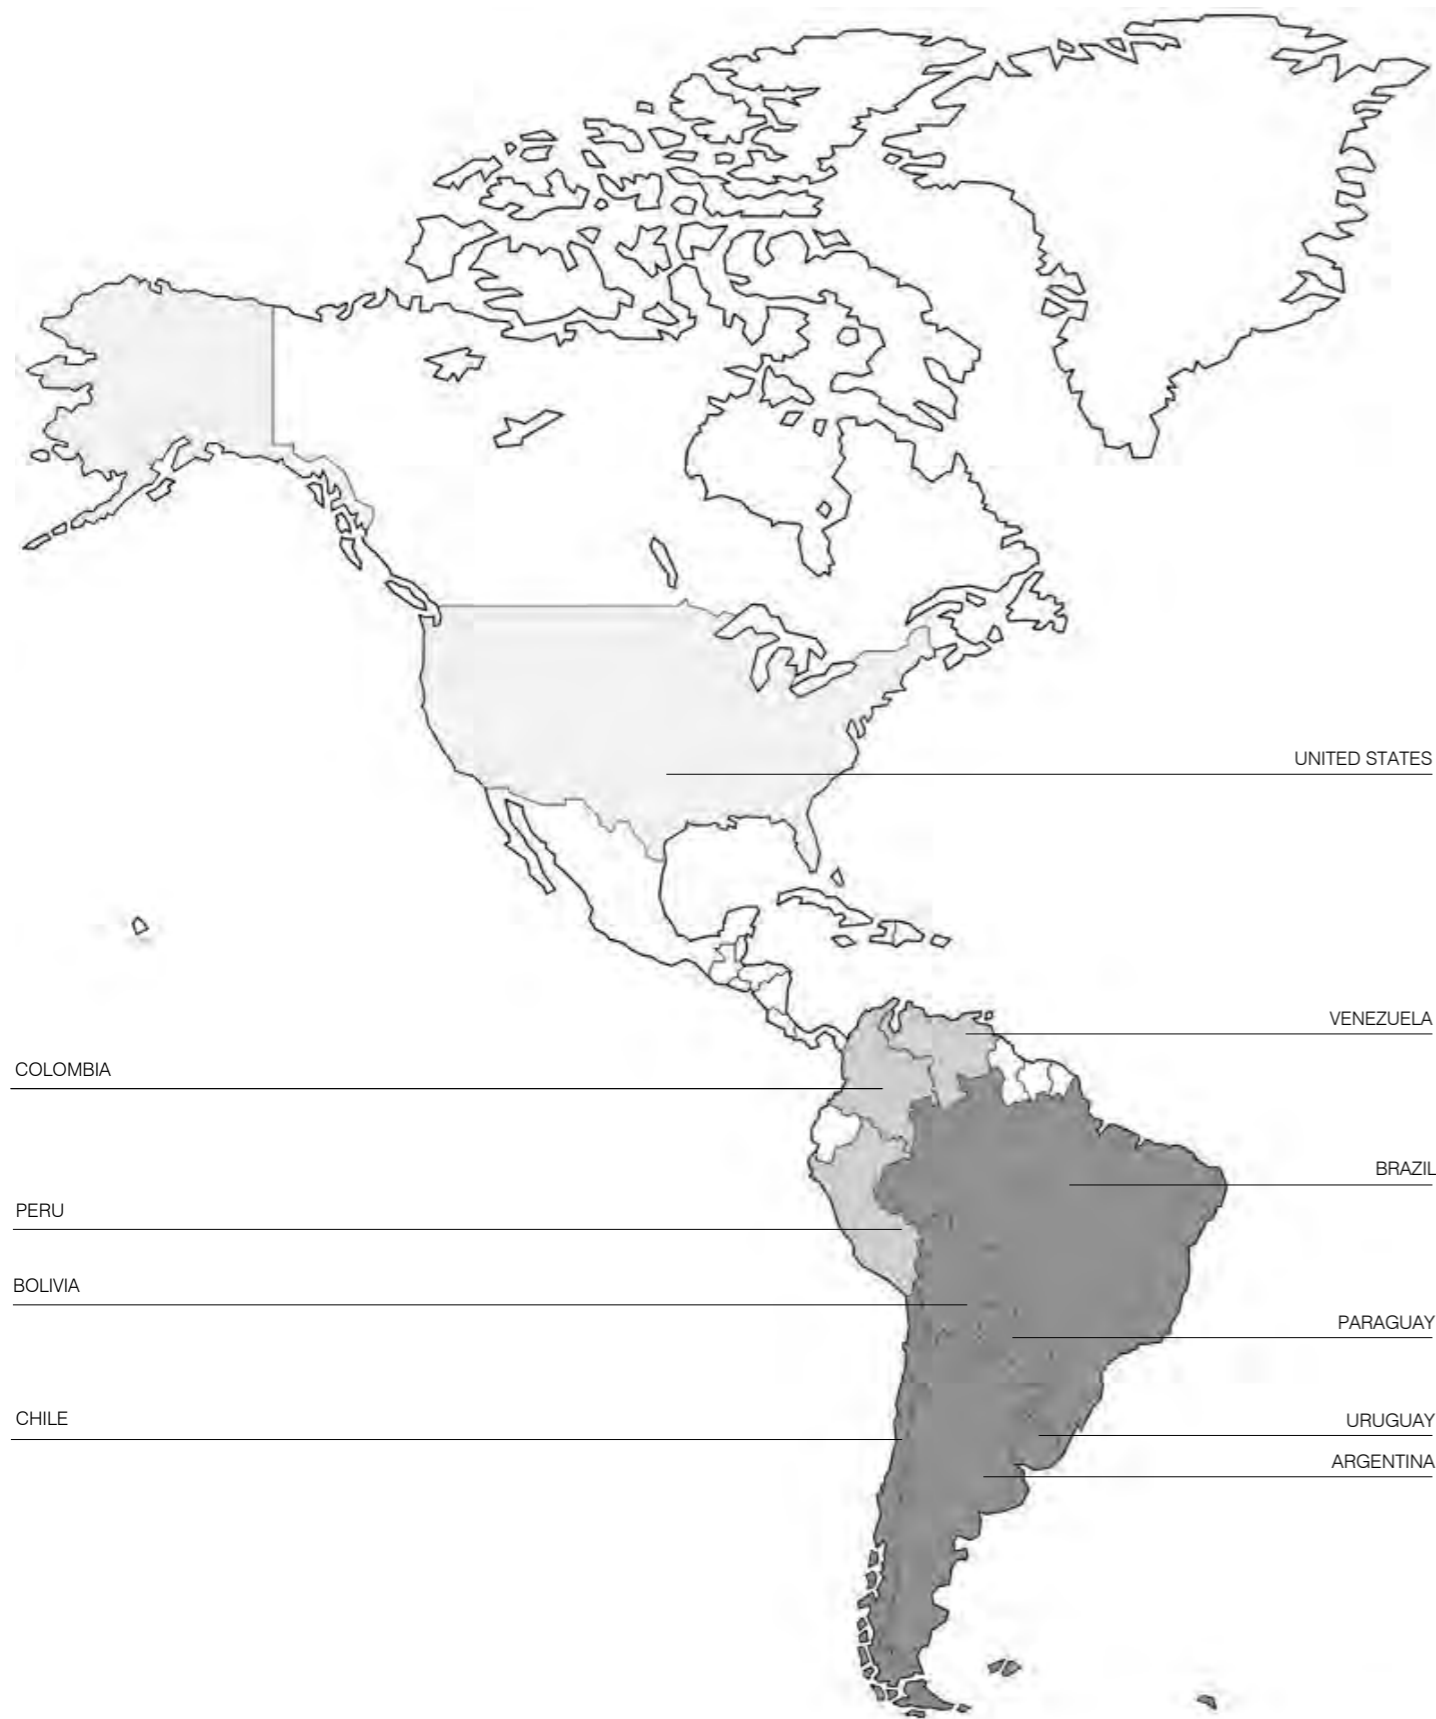 UNITED STATES
VENEZUELA
COLOMBIA
BRAZIL
PERU
BOLIVIA
PARAGUAY
CHILE
URUGUAY
ARGENTINA